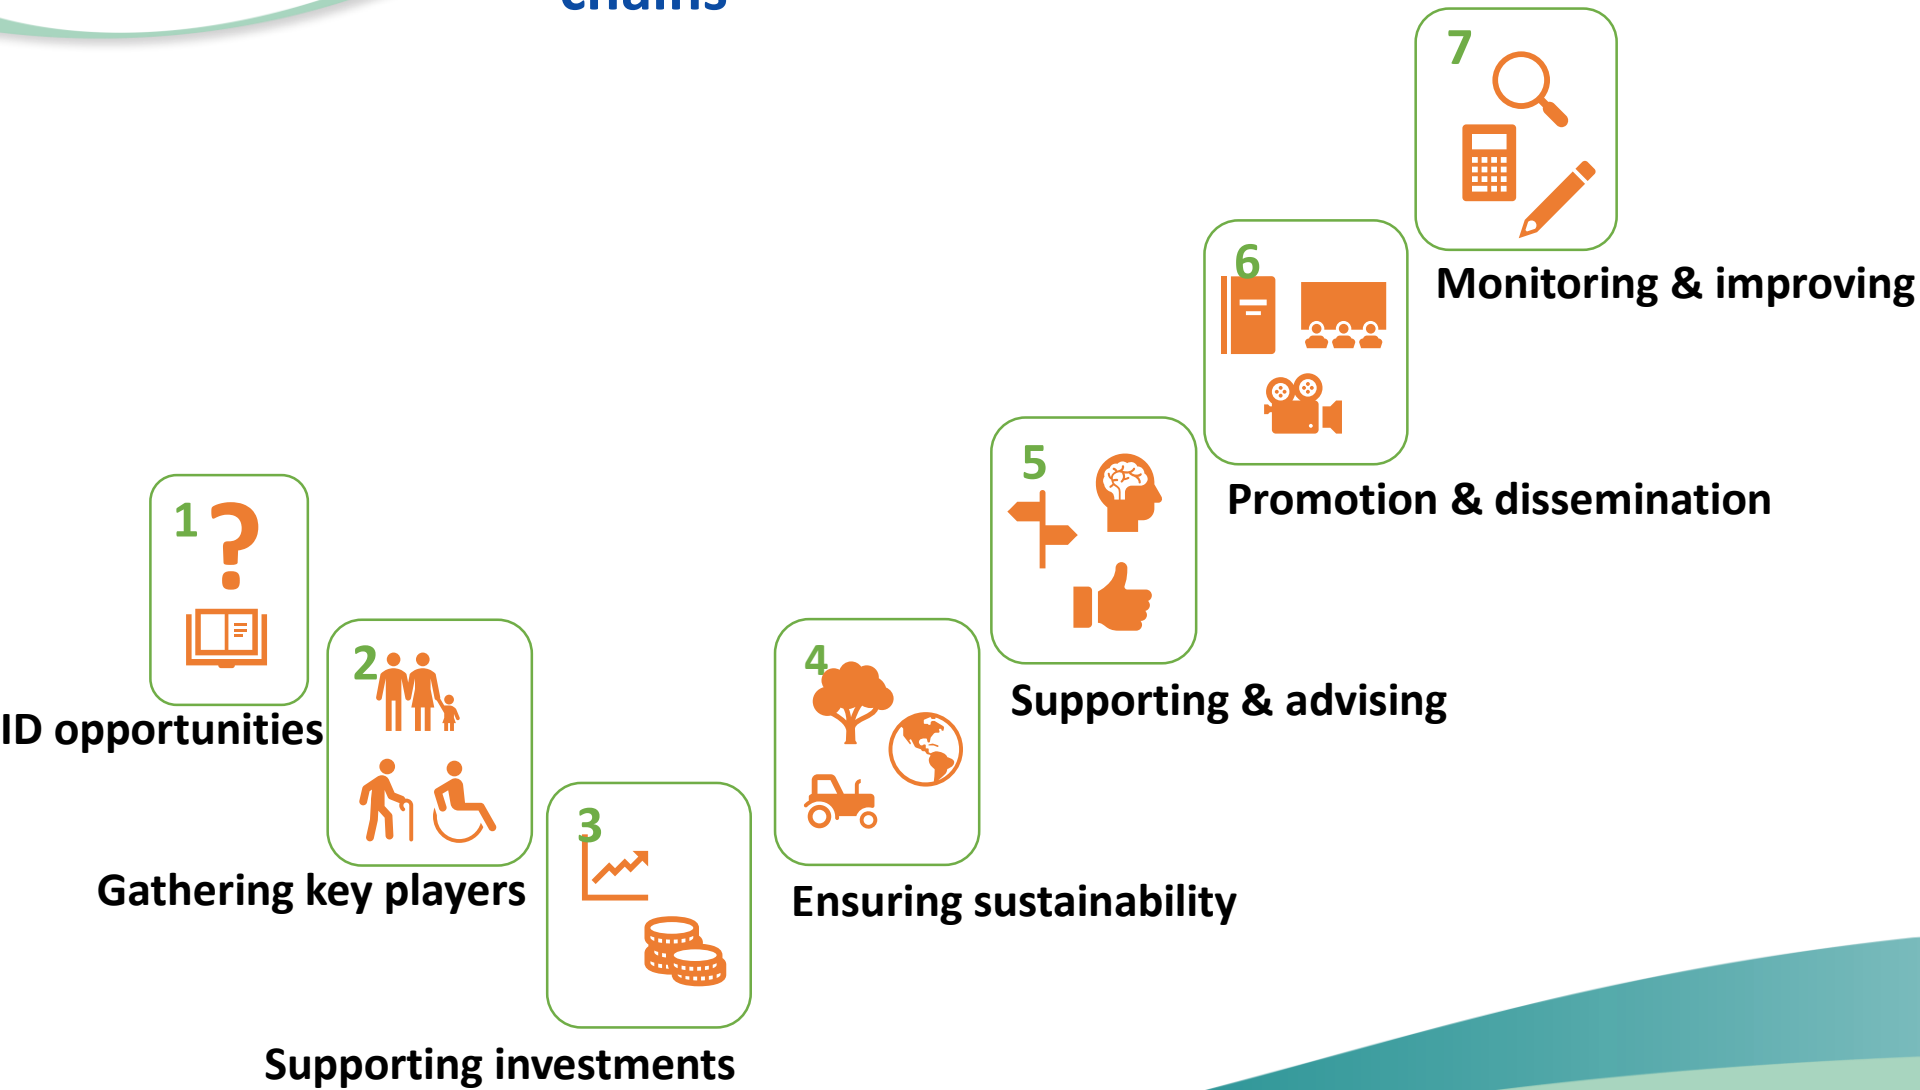 chains
1
?
ID opportunities
2
Gathering key players
3
Supporting investments
4
Ensuring sustainability
5
Supporting & advising
6
Promotion & dissemination
7
Monitoring & improving